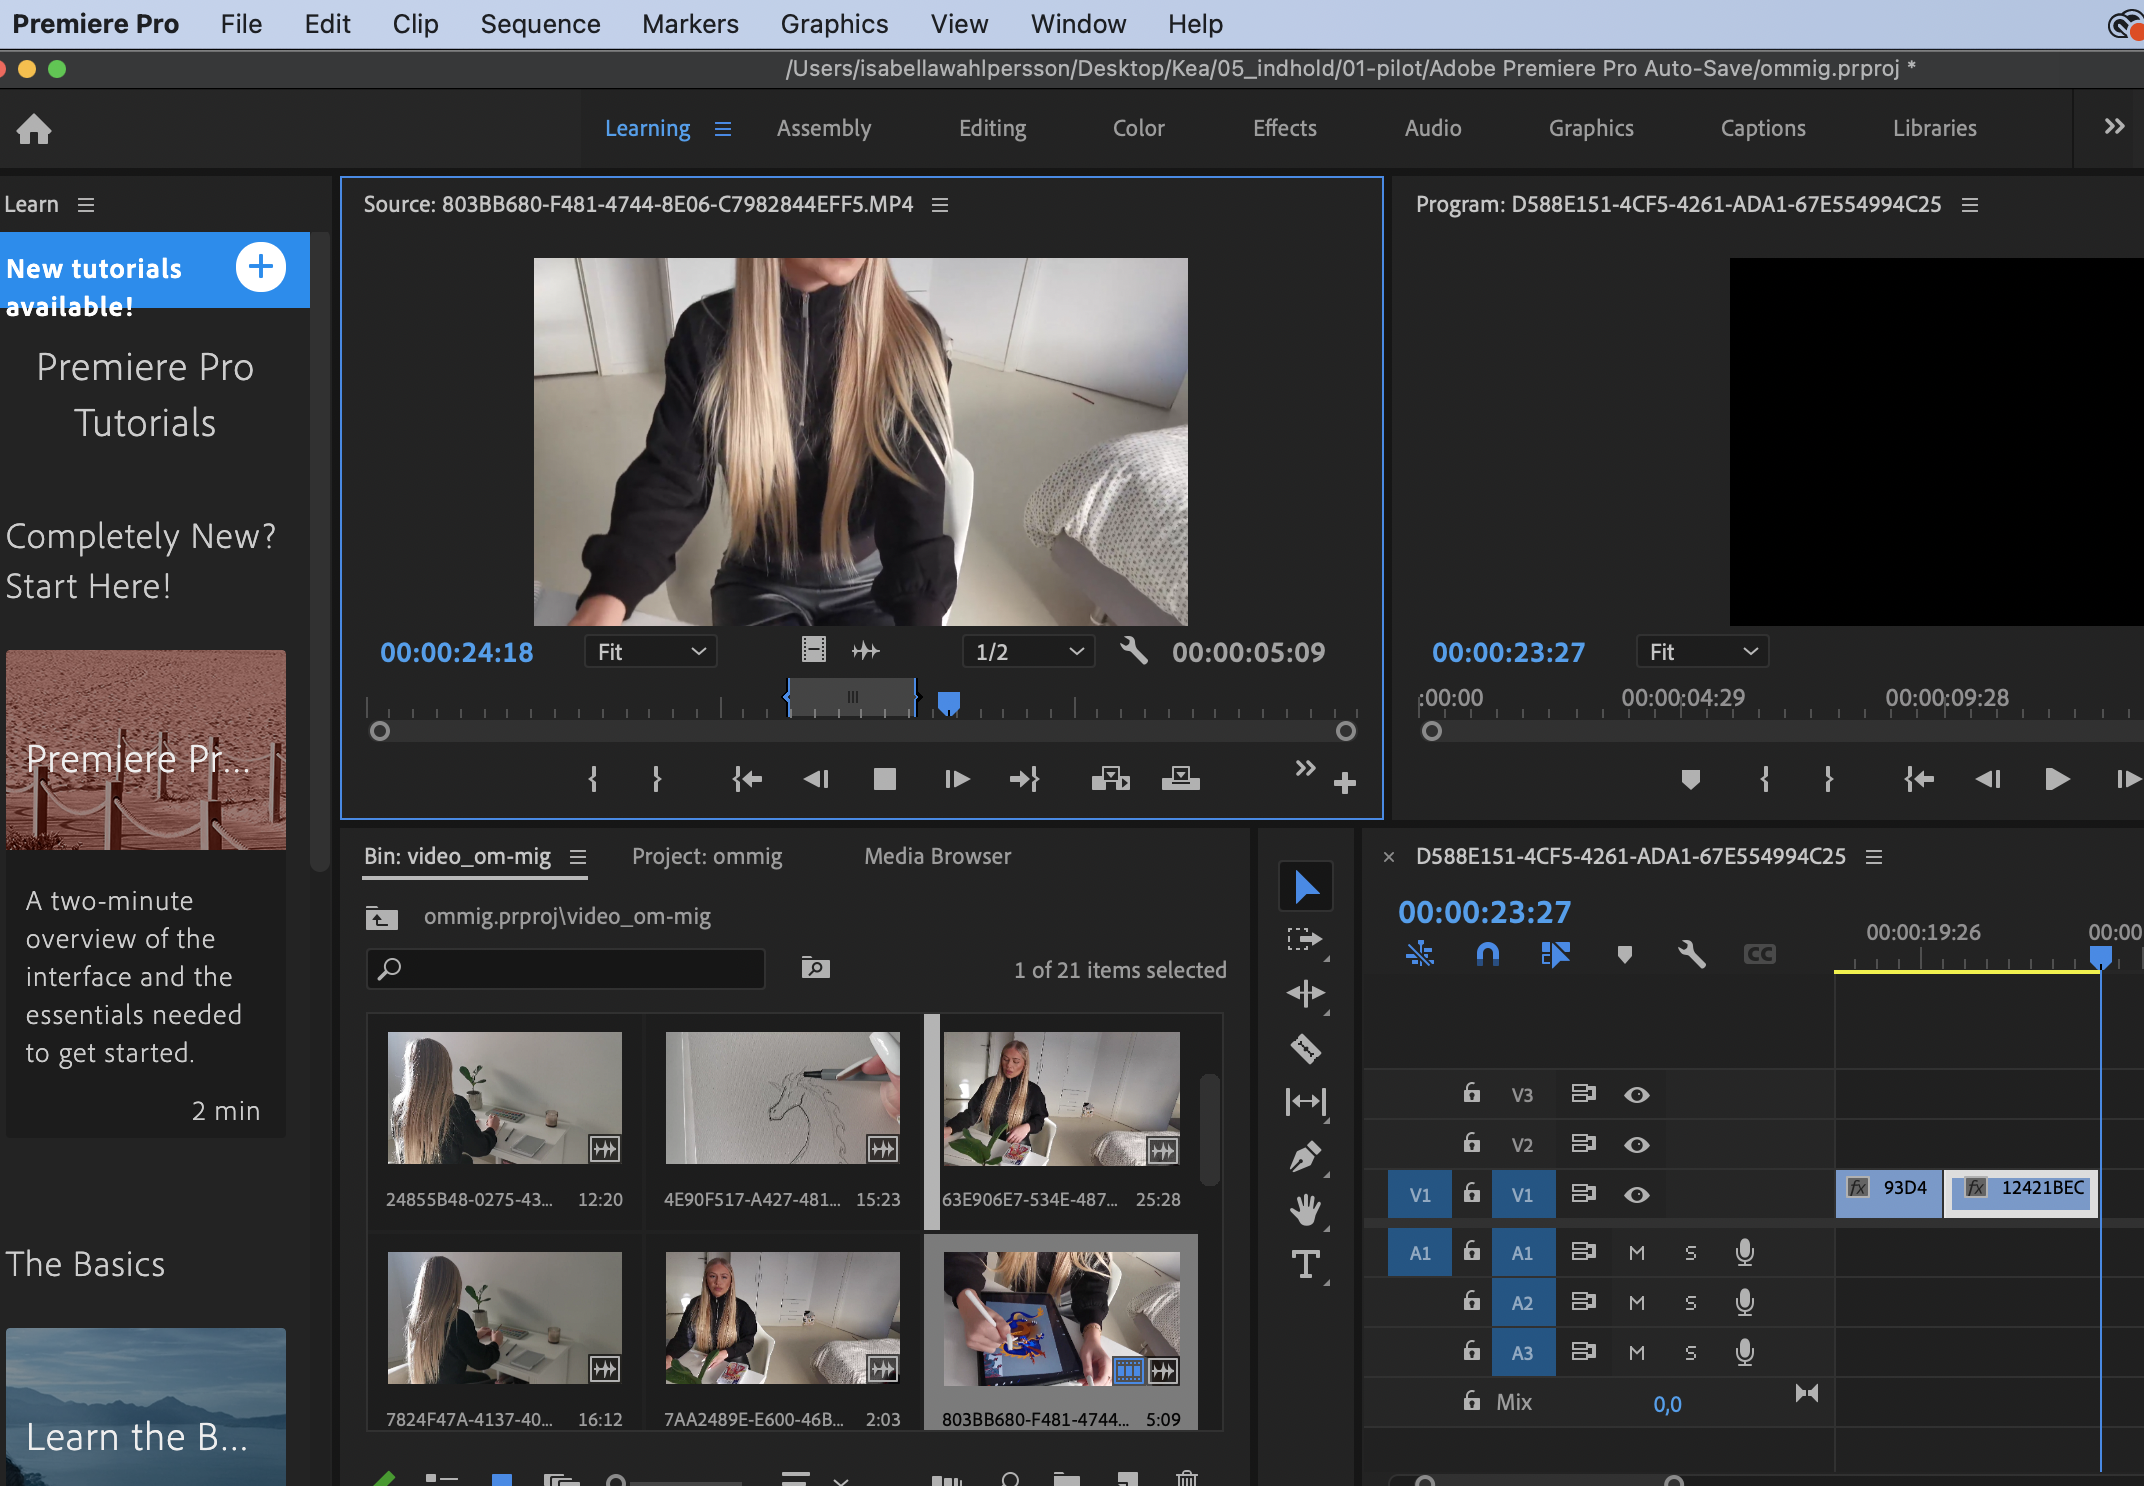 Premiere Pro File Edit Clip Sequence Markers Graphics View Window Help
/Users/isabellawahlpersson/Desktop/Kea/05_indhold/01-pilot/Adobe Premiere Pro Auto-Save/ommig.prproj *
Learning Assembly Editing Color Effects Audio Graphics Captions Libraries
Learn
New tutorials
available!
Premiere Pro
Tutorials
Completely New?
Start Here!
Premiere Pr...
A two-minute
overview of the
interface and the
essentials needed
to get started.
2 min
The Basics
Learn the B...
Source: 803BB680-F481-4744-8E06-C7982844EFF5.MP4
00:00:24:18 Fit 1/2 00:00:05:09
Program: D588E151-4CF5-4261-ADA1-67E554994C25
00:00:23:27 Fit
:00:00 00:00:04:29 00:00:09:28
Bin: video_om-mig Project: ommig Media Browser
ommig.prproj\video_om-mig
1 of 21 items selected
24855B48-0275-43... 12:20 4E90F517-A427-481... 15:23 63E906E7-534E-487... 25:28
7824F47A-4137-40... 16:12 7AA2489E-E600-46B... 2:03 803BB680-F481-4744... 5:09
T
× D588E151-4CF5-4261-ADA1-67E554994C25
00:00:23:27
00:00:19:26 00:00
CC
V3
V2
V1 V1 fx 93D4 fx 12421BEC
A1 A1 M S
A2 M S
A3 M S
Mix 0,0